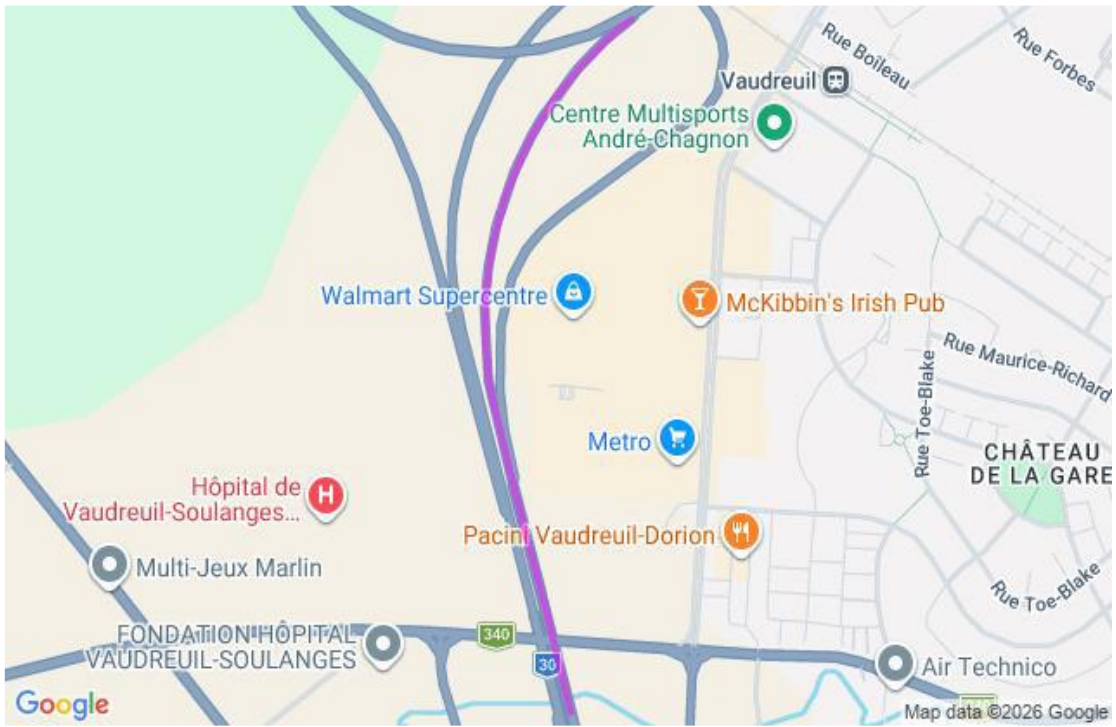 Rue Boileau
Rue Forbes
Vaudreuil
Centre Multisports
André-Chagnon
Walmart Supercentre
McKibbin's Irish Pub
Rue Maurice-Richard
Rue Toe-Blake
Metro
CHÂTEAU
DE LA GARE
Hôpital de
Vaudreuil-Soulanges...
H
Pacini Vaudreuil-Dorion
Multi-Jeux Marlin
Rue Toe-Blake
FONDATION HÔPITAL
VAUDREUIL-SOULANGES
340
30
Air Technico
Google
Map data ©2026 Google